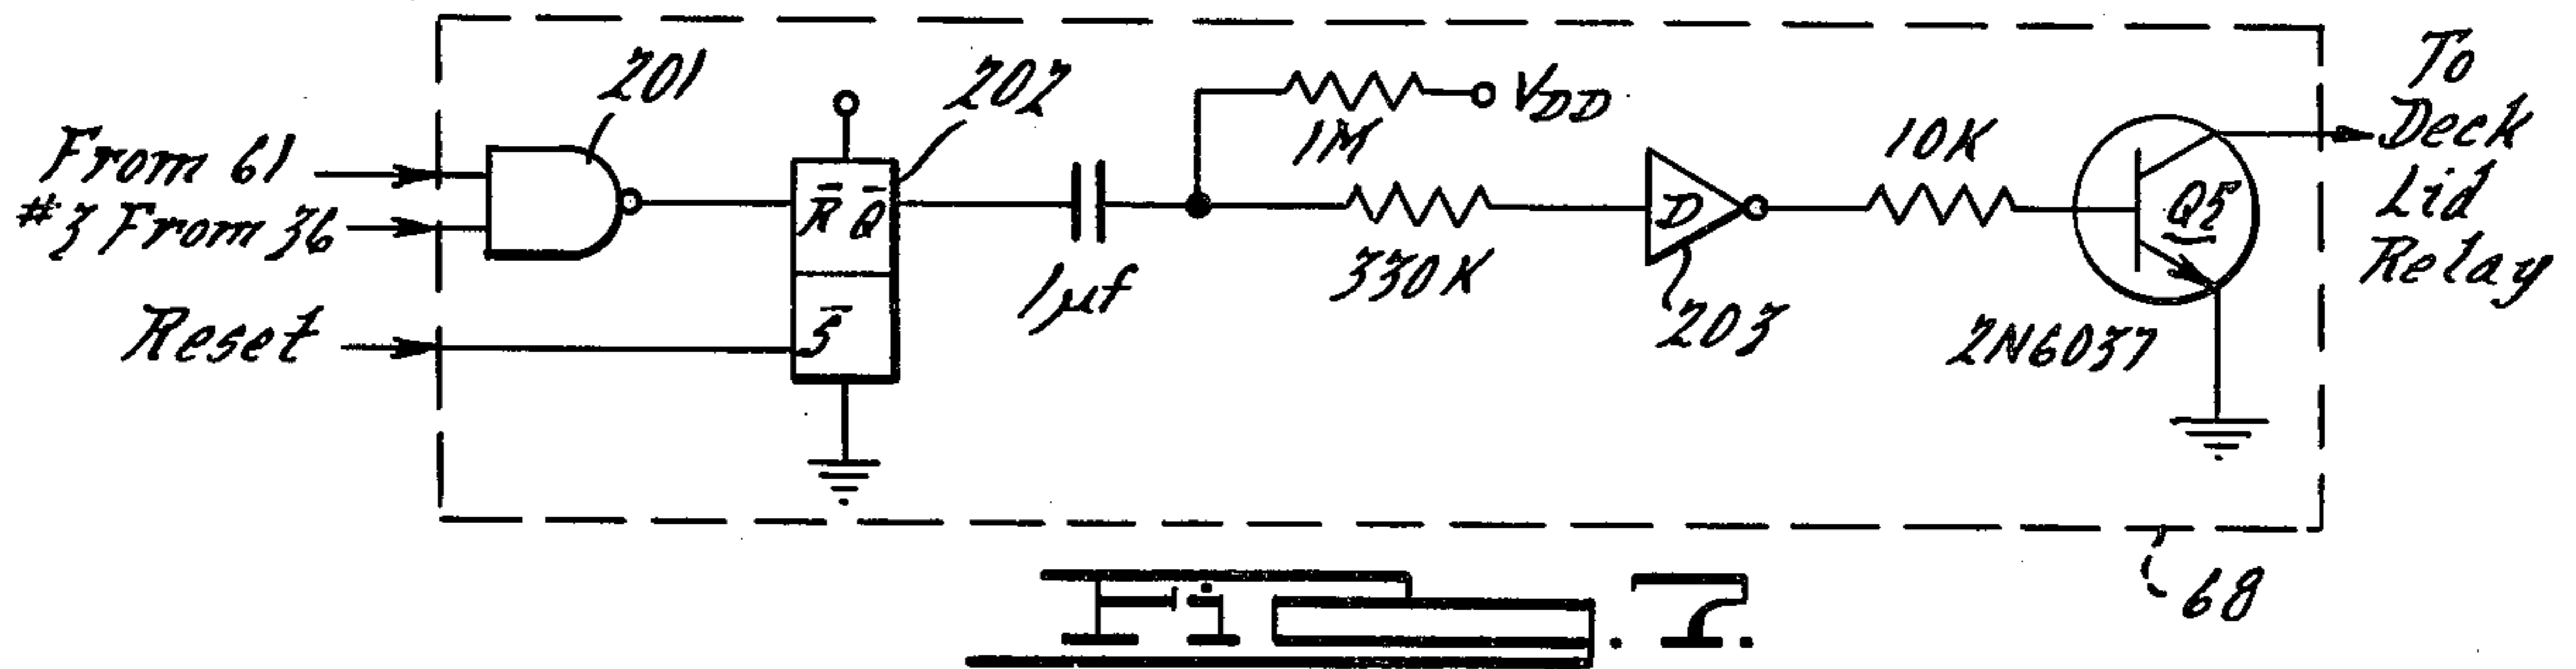 201
202
From 61
#3 From 36
Reset
R̄ Q̄
S̄
1µf
1M
VDD
330K
D
203
10K
Q5
2N6037
To
Deck
Lid
Relay
68
Fig. 7.